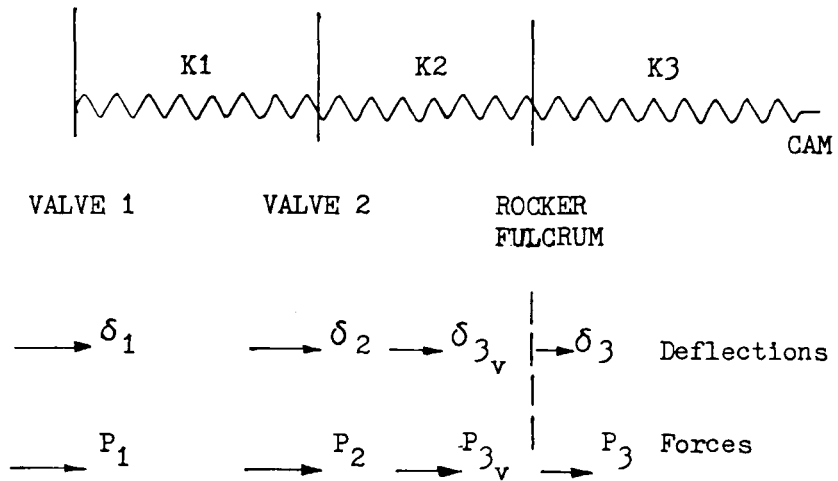 K1 K2 K3
CAM
VALVE 1 VALVE 2 ROCKER
FULCRUM
δ1 δ2 δ3v δ3 Deflections
P1 P2 P3v P3 Forces